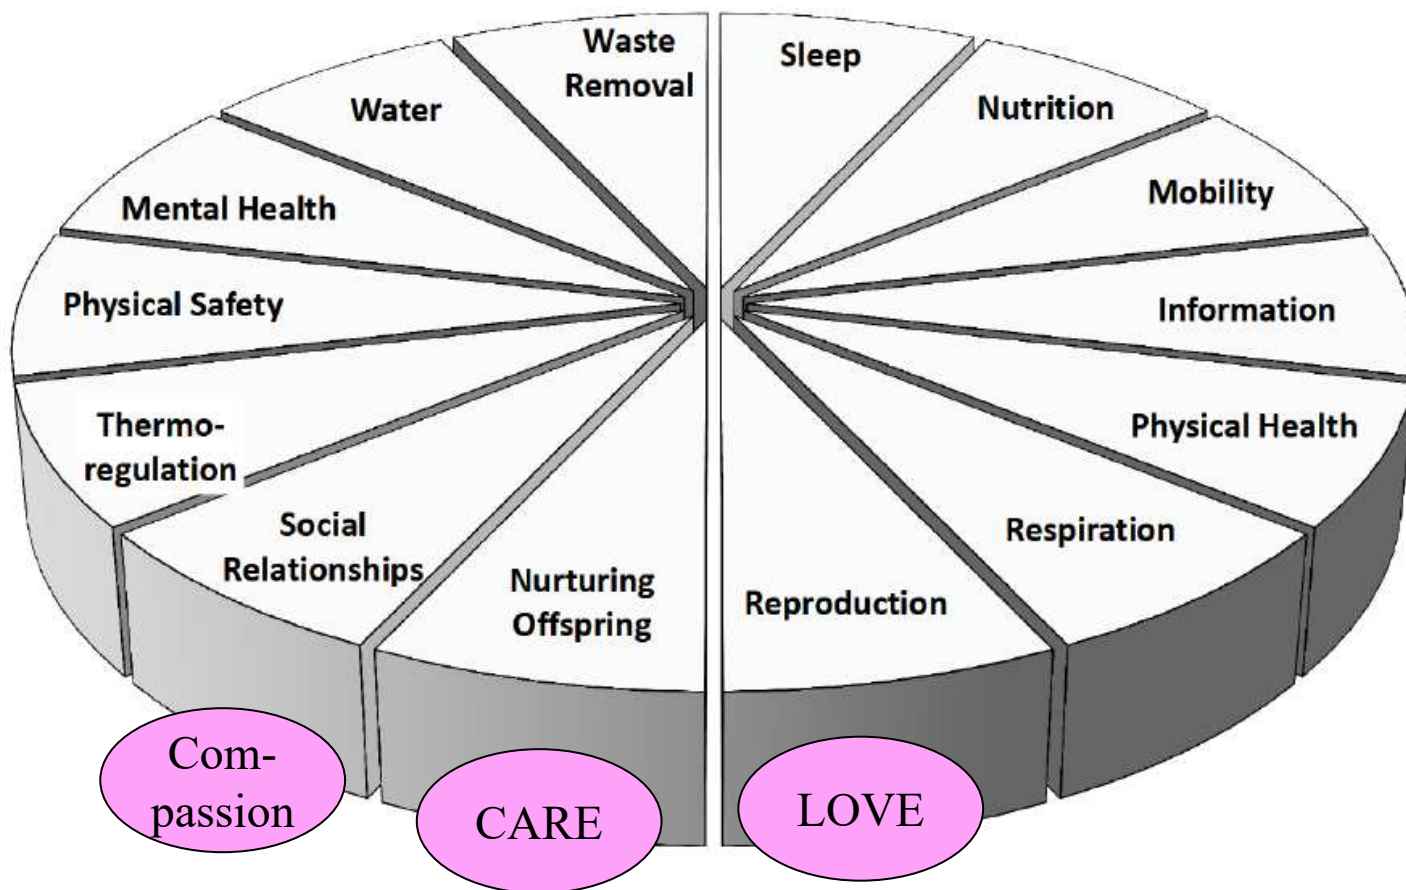 Waste
Removal
Sleep
Water
Nutrition
Mental Health
Mobility
Physical Safety
Information
Thermo-
regulation
Physical Health
Social
Relationships
Respiration
Nurturing
Offspring
Reproduction
Com-
passion
CARE
LOVE